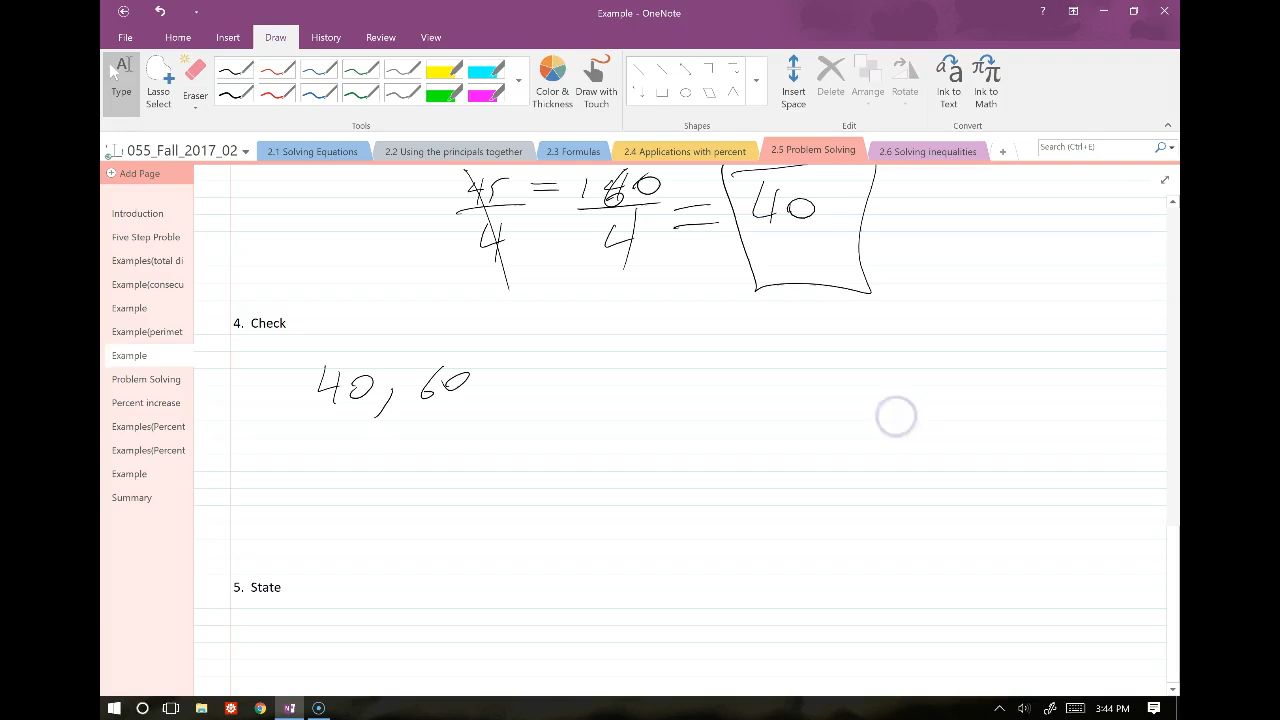 Example - OneNote
?
File Home Insert Draw History Review View
Type
Lasso Select
Eraser
Color & Thickness
Draw with Touch
Insert Space
Delete
Arrange
Rotate
Ink to Text
Ink to Math
Tools Shapes Edit Convert
055_Fall_2017_02
2.1 Solving Equations
2.2 Using the principals together
2.3 Formulas
2.4 Applications with percent
2.5 Problem Solving
2.6 Solving inequalities
Search (Ctrl+E)
Add Page
Introduction
Five Step Proble
Examples(total di
Examples(consecu
Example
Example(perimet
Example
Problem Solving
Percent increase
Examples(Percent
Examples(Percent
Example
Summary
= 160 = 40
4 4
4. Check
40, 60
5. State
3:44 PM